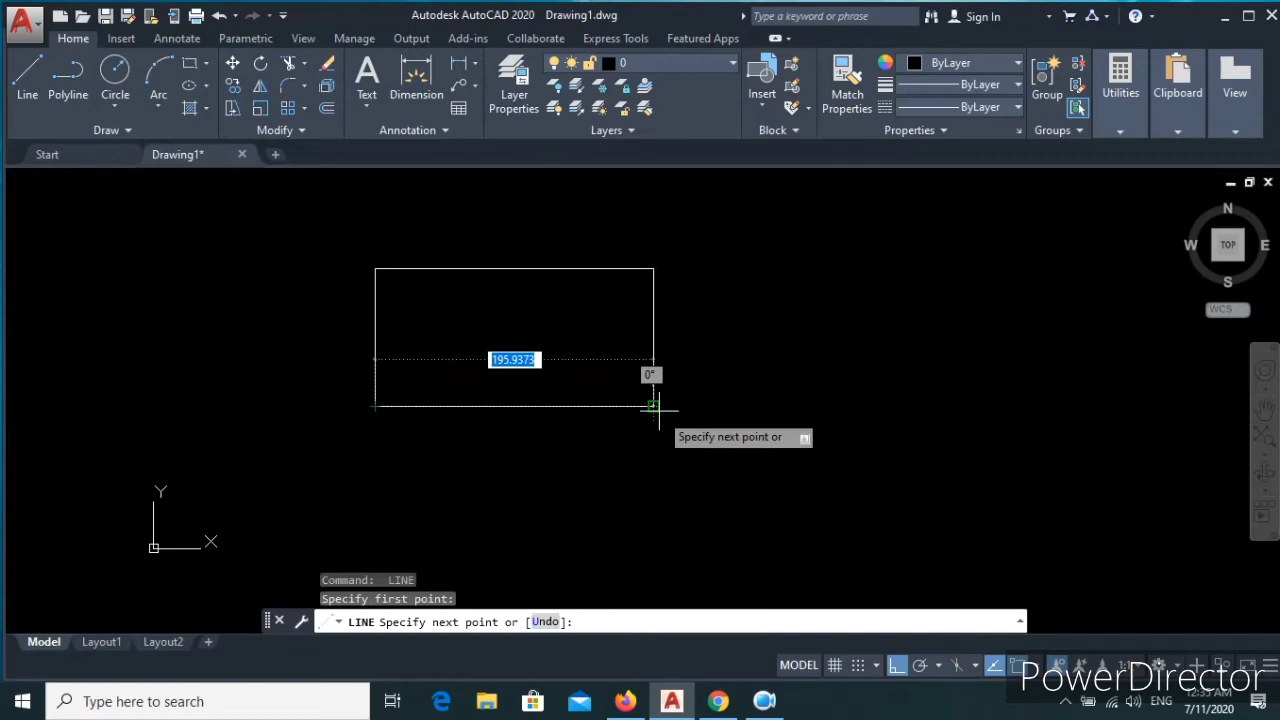 Autodesk AutoCAD 2020 Drawing1.dwg
Type a keyword or phrase
Sign In
Home Insert Annotate Parametric View Manage Output Add-ins Collaborate Express Tools Featured Apps
Line Polyline Circle Arc
Text Dimension
Layer Properties
0
Insert
Match Properties
ByLayer
ByLayer
ByLayer
Group
Utilities
Clipboard
View
Draw Modify Annotation Layers Block Properties Groups
Start Drawing1*
N
W TOP E
S
WCS
195.9373
0°
Specify next point or
Y
X
Command: LINE
Specify first point:
LINE Specify next point or [Undo]:
Model Layout1 Layout2 +
MODEL
PowerDirector
Type here to search
ENG
7/11/2020